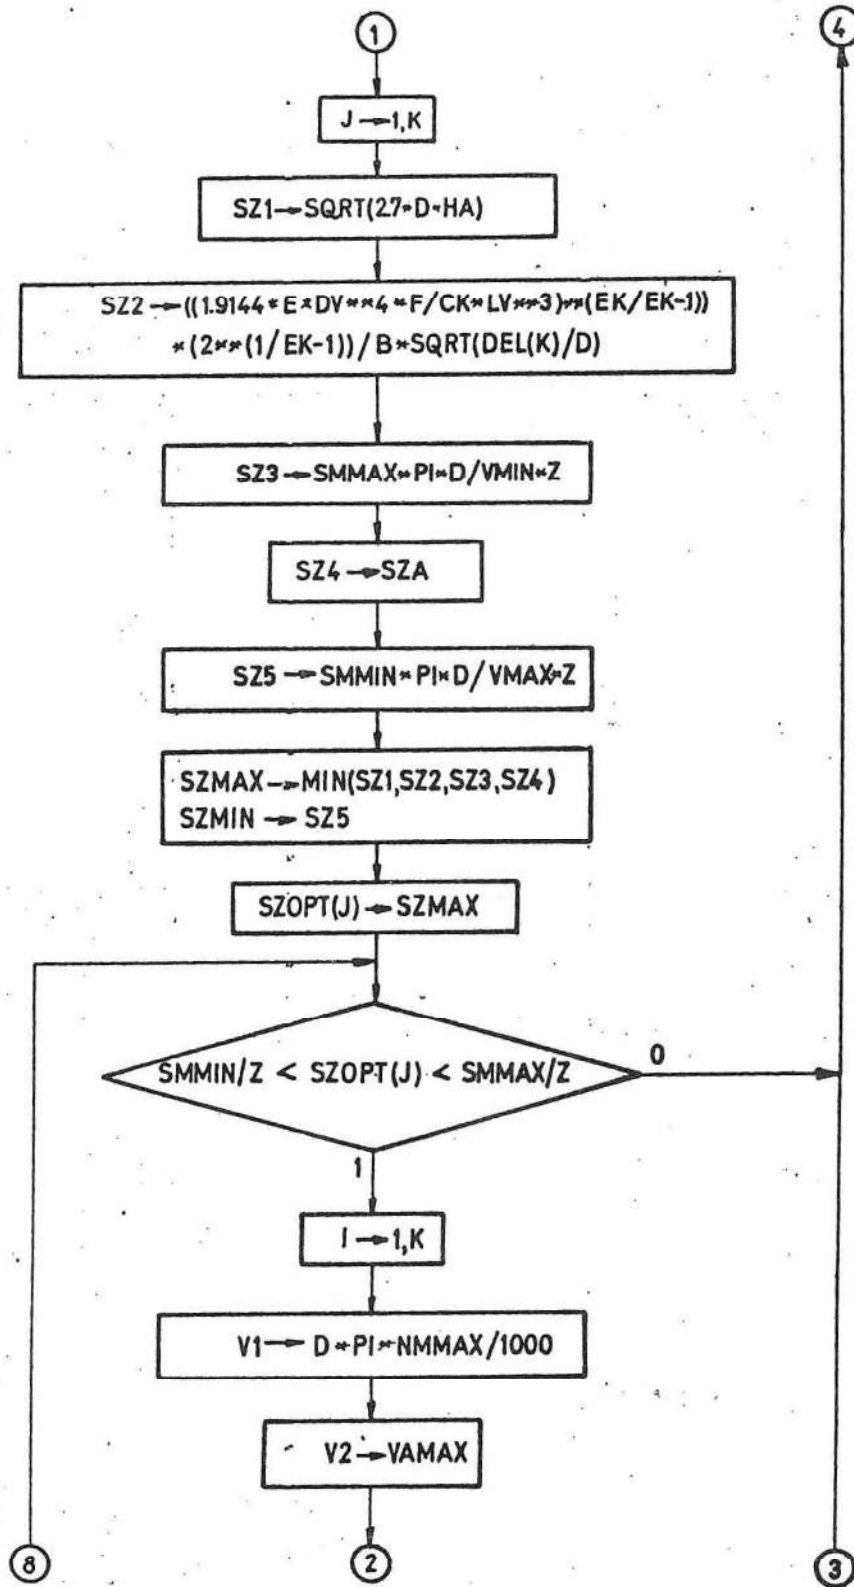 1
4
J → 1,K
SZ1 → SQRT(27*D*HA)
SZ2 → ((1.9144*E*DV**4*F/CK*LV**3)**(EK/EK-1))
*(2**(1/EK-1))/B*SQRT(DEL(K)/D)
SZ3 → SMMAX*PI*D/VMIN*Z
SZ4 → SZA
SZ5 → SMMIN*PI*D/VMAX*Z
SZMAX → MIN(SZ1,SZ2,SZ3,SZ4)
SZMIN → SZ5
SZOPT(J) → SZMAX
SMMIN/Z < SZOPT(J) < SMMAX/Z
0
1
I → 1,K
V1 → D*PI*NMMAX/1000
V2 → VAMAX
8
2
3